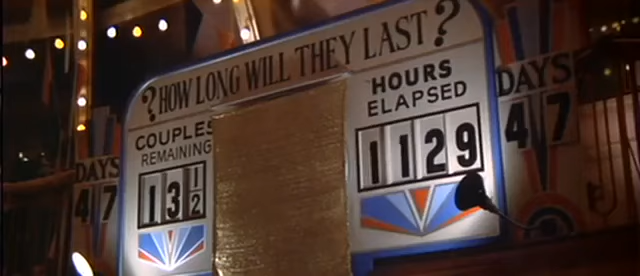 ?HOW LONG WILL THEY LAST?
COUPLES
REMAINING
13 1/2
HOURS
ELAPSED
1129
DAYS
47
DAYS
47